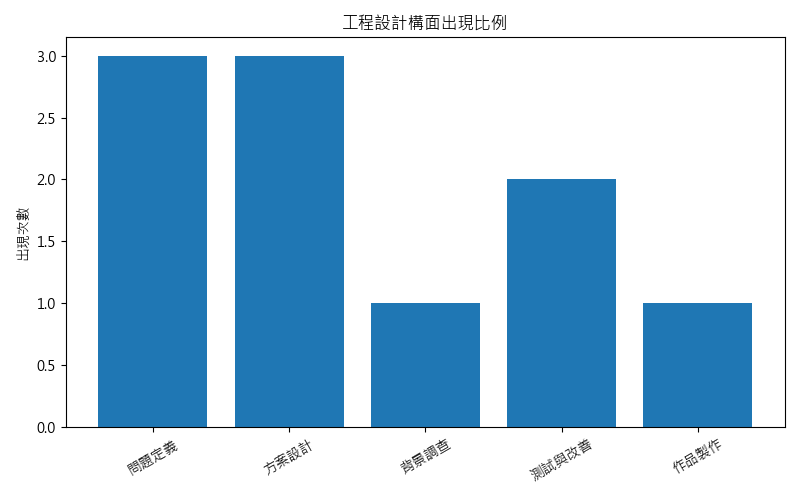 工程設計構面出現比例
出現次數
3.0
2.5
2.0
1.5
1.0
0.5
0.0
問題定義
方案設計
背景調查
測試與改善
作品製作